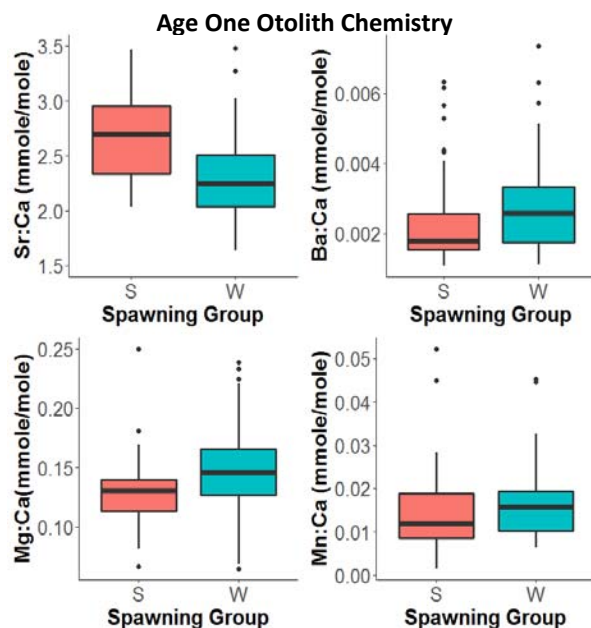 Age One Otolith Chemistry
Sr:Ca (mmole/mole)
3.5
3.0
2.5
2.0
1.5
S W
Spawning Group
Ba:Ca (mmole/mole)
0.006
0.004
0.002
S W
Spawning Group
Mg:Ca(mmole/mole)
0.25
0.20
0.15
0.10
S W
Spawning Group
Mn:Ca (mmole/mole)
0.05
0.04
0.03
0.02
0.01
0.00
S W
Spawning Group